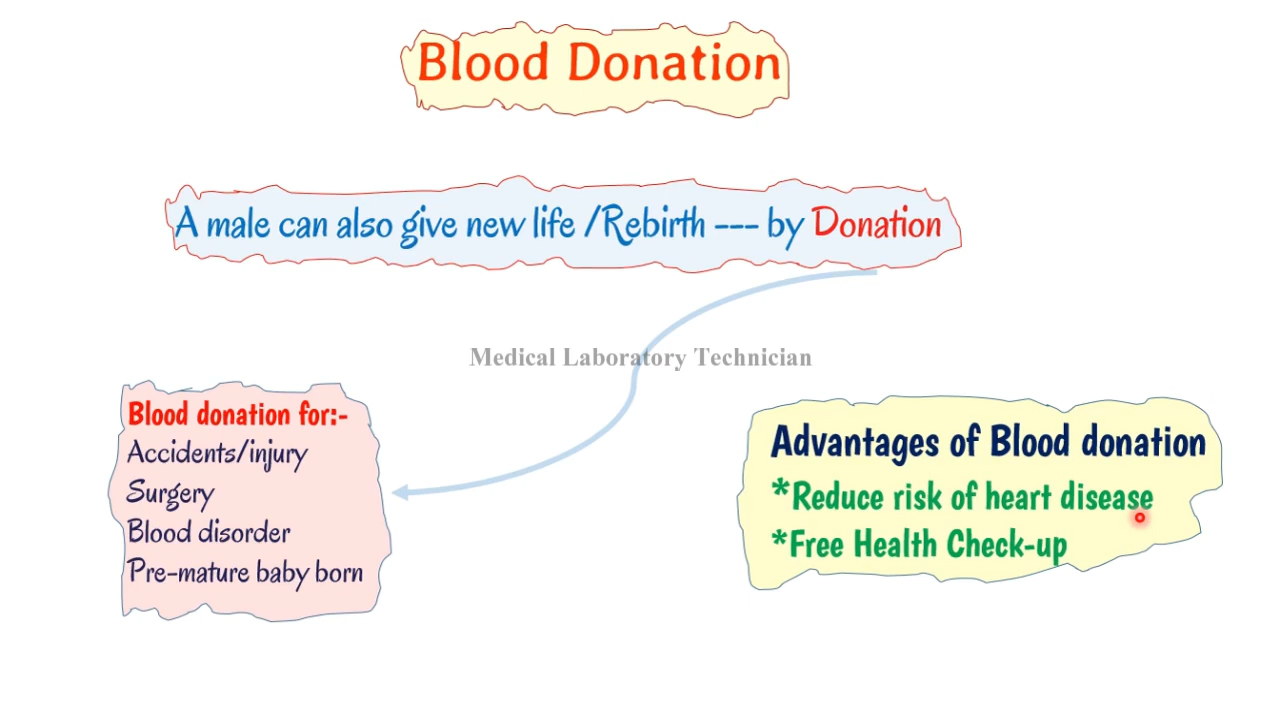 Blood Donation
A male can also give new life /Rebirth --- by Donation
Medical Laboratory Technician
Blood donation for:-
Accidents/injury
Surgery
Blood disorder
Pre-mature baby born
Advantages of Blood donation
*Reduce risk of heart disease
*Free Health Check-up